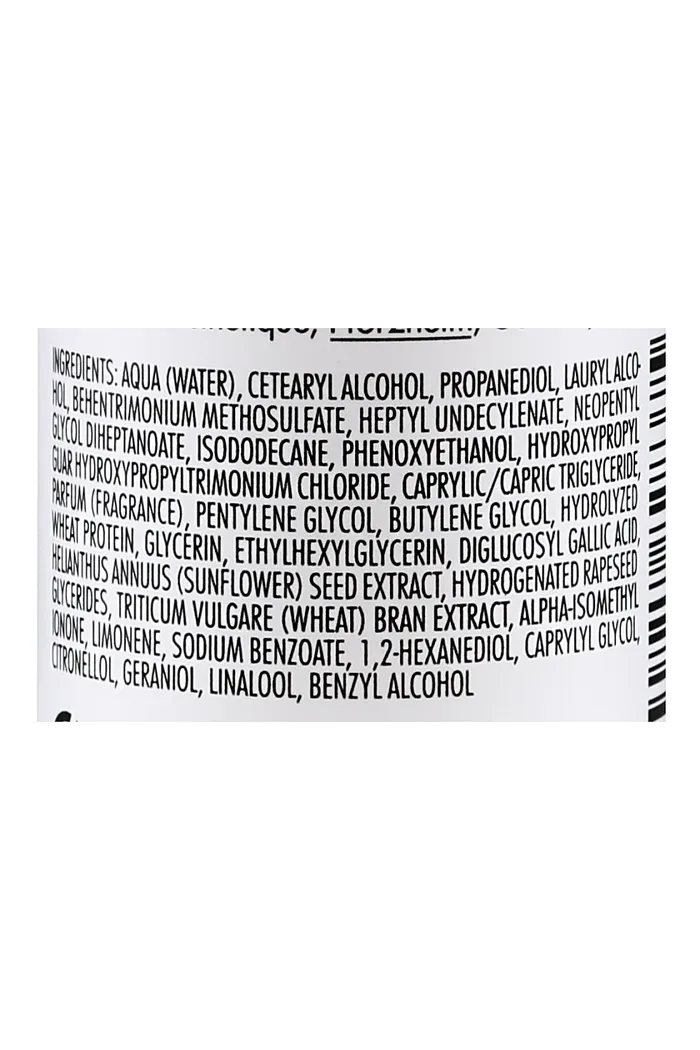 INGREDIENTS: AQUA (WATER), CETEARYL ALCOHOL, PROPANEDIOL, LAURYL ALCO-
HOL, BEHENTRIMONIUM METHOSULFATE, HEPTYL UNDECYLENATE, NEOPENTYL
GLYCOL DIHEPTANOATE, ISODODECANE, PHENOXYETHANOL, HYDROXYPROPYL
GUAR HYDROXYPROPYLTRIMONIUM CHLORIDE, CAPRYLIC/CAPRIC TRIGLYCERIDE,
PARFUM (FRAGRANCE), PENTYLENE GLYCOL, BUTYLENE GLYCOL, HYDROLYZED
WHEAT PROTEIN, GLYCERIN, ETHYLHEXYLGLYCERIN, DIGLUCOSYL GALLIC ACID,
HELIANTHUS ANNUUS (SUNFLOWER) SEED EXTRACT, HYDROGENATED RAPESEED
GLYCERIDES, TRITICUM VULGARE (WHEAT) BRAN EXTRACT, ALPHA-ISOMETHYL
IONONE, LIMONENE, SODIUM BENZOATE, 1,2-HEXANEDIOL, CAPRYLYL GLYCOL,
CITRONELLOL, GERANIOL, LINALOOL, BENZYL ALCOHOL